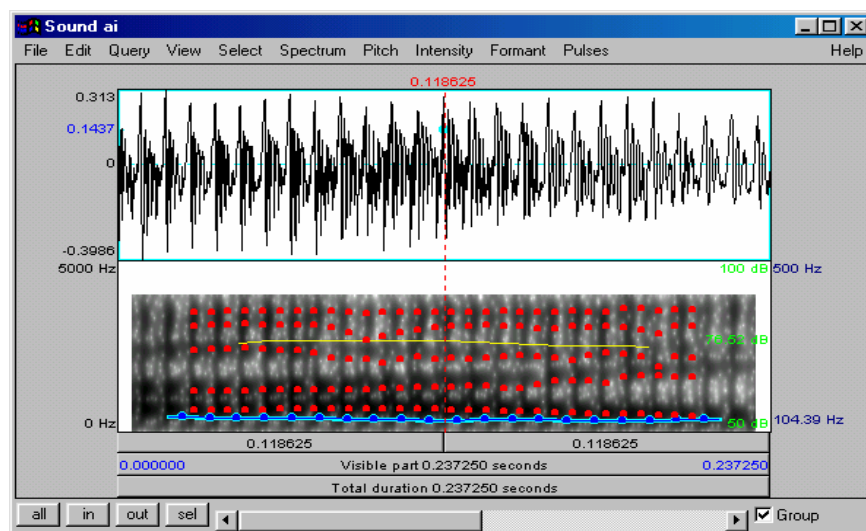 Sound ai
File Edit Query View Select Spectrum Pitch Intensity Formant Pulses Help
0.118625
0.313
0.1437
0
-0.3986
5000 Hz 100 dB 500 Hz
76.52 dB
0 Hz 50 dB 104.39 Hz
0.118625 0.118625
0.000000 Visible part 0.237250 seconds 0.237250
Total duration 0.237250 seconds
all in out sel Group